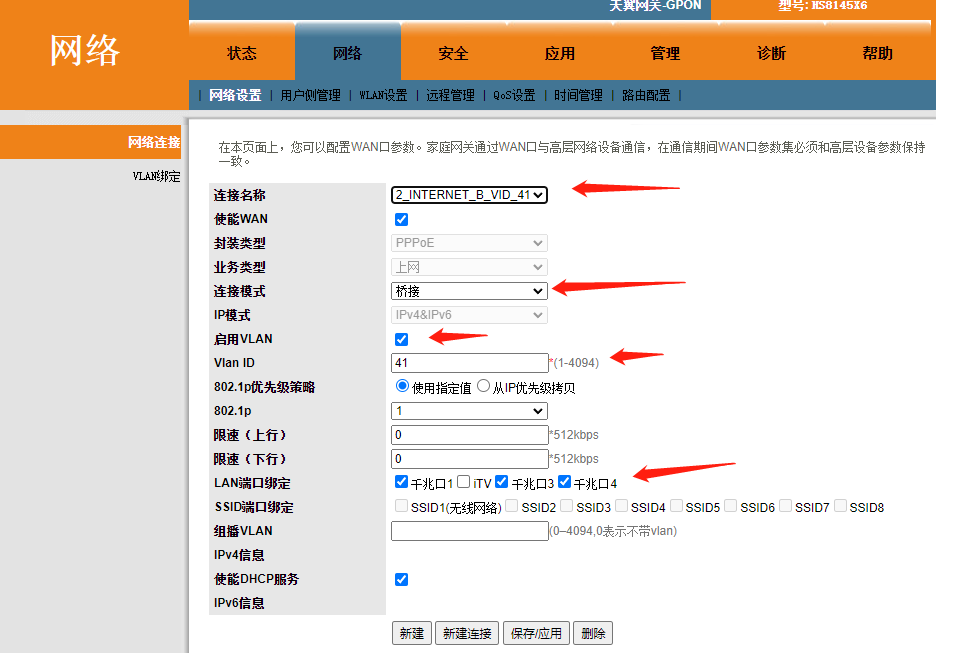 天翼网关-GPON 型号: HS8145X6
网络
状态 网络 安全 应用 管理 诊断 帮助
网络设置 | 用户侧管理 | WLAN设置 | 远程管理 | QoS设置 | 时间管理 | 路由配置 |
网络连接
VLAN绑定
在本页面上，您可以配置WAN口参数。家庭网关通过WAN口与高层网络设备通信，在通信期间WAN口参数集必须和高层设备参数保持
一致。
连接名称 2_INTERNET_B_VID_41
使能WAN
封装类型 PPPoE
业务类型 上网
连接模式 桥接
IP模式 IPv4&IPv6
启用VLAN
Vlan ID 41 *(1-4094)
802.1p优先级策略 使用指定值 从IP优先级拷贝
802.1p 1
限速（上行） 0 *512kbps
限速（下行） 0 *512kbps
LAN端口绑定 千兆口1 iTV 千兆口3 千兆口4
SSID端口绑定 SSID1(无线网络) SSID2 SSID3 SSID4 SSID5 SSID6 SSID7 SSID8
组播VLAN (0–4094,0表示不带vlan)
IPv4信息
使能DHCP服务
IPv6信息
新建 新建连接 保存/应用 删除